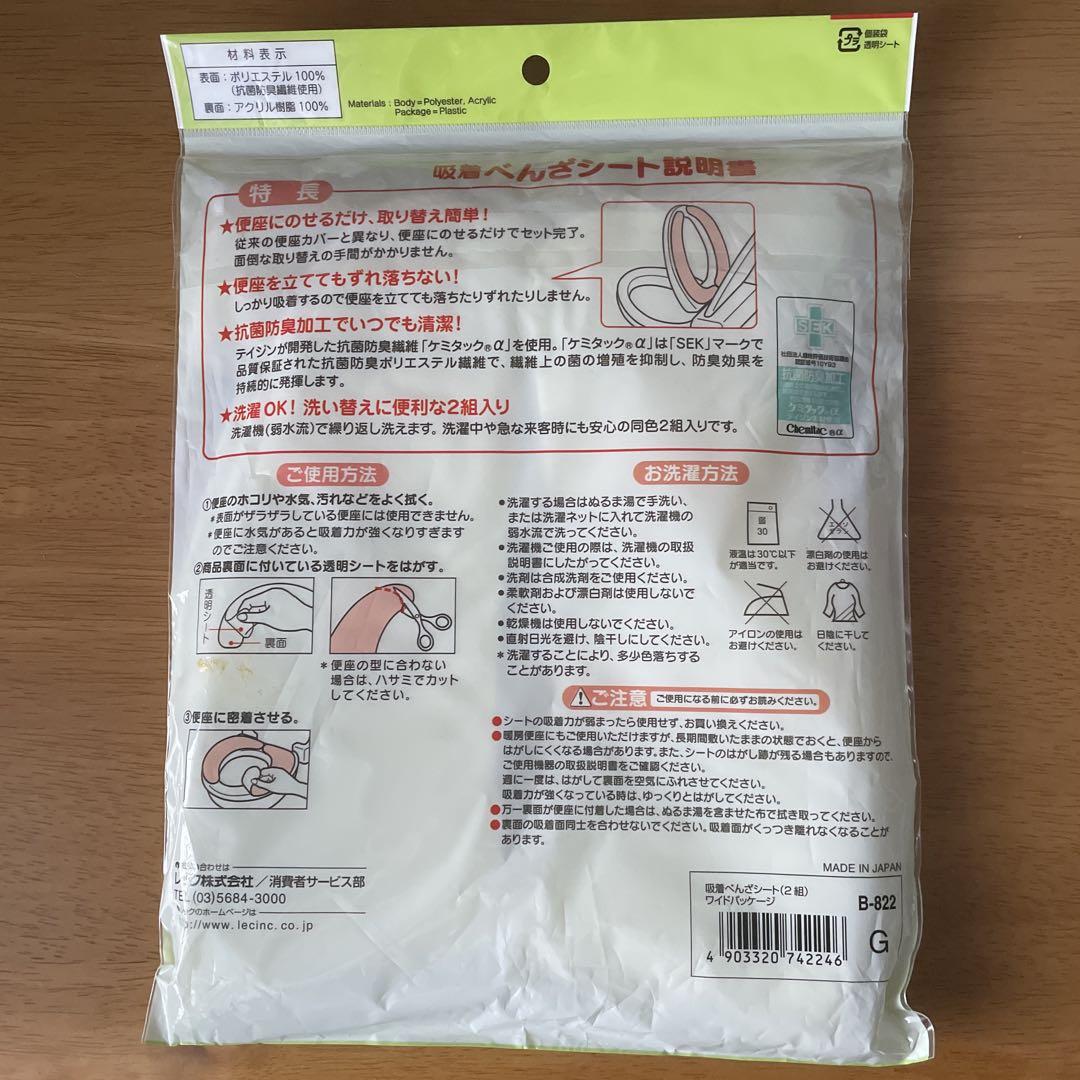 材料表示
表面：ポリエステル100%
（抗菌防臭繊維使用）
裏面：アクリル樹脂100%
Materials : Body=Polyester, Acrylic
Package=Plastic
プラ
個装袋
透明シート
吸着べんざシート説明書
特長
★便座にのせるだけ、取り替え簡単！
従来の便座カバーと異なり、便座にのせるだけでセット完了。
面倒な取り替えの手間がかかりません。
★便座を立ててもずれ落ちない！
しっかり吸着するので便座を立てても落ちたりずれたりしません。
★抗菌防臭加工でいつでも清潔！
テイジンが開発した抗菌防臭繊維「ケミタック®α」を使用。「ケミタック®α」は「SEK」マークで
品質保証された抗菌防臭ポリエステル繊維で、繊維上の菌の増殖を抑制し、防臭効果を
持続的に発揮します。
★洗濯OK！洗い替えに便利な2組入り
洗濯機（弱水流）で繰り返し洗えます。洗濯中や急な来客時にも安心の同色2組入りです。
SEK
認証番号10Y93
抗菌防臭加工
ケミタック®α
Chemitac®α
ご使用方法
①便座のホコリや水気、汚れなどをよく拭く。
＊表面がザラザラしている便座には使用できません。
＊便座に水気があると吸着力が強くなりすぎます
のでご注意ください。
②商品裏面に付いている透明シートをはがす。
透明シート
裏面
＊便座の型に合わない
場合は、ハサミでカット
してください。
③便座に密着させる。
お洗濯方法
●洗濯する場合はぬるま湯で手洗い、
または洗濯ネットに入れて洗濯機の
弱水流で洗ってください。
●洗濯機ご使用の際は、洗濯機の取扱
説明書にしたがってください。
●洗剤は合成洗剤をご使用ください。
●柔軟剤および漂白剤は使用しないで
ください。
●乾燥機は使用しないでください。
●直射日光を避け、陰干しにしてください。
＊洗濯することにより、多少色落ちする
ことがあります。
弱
30
液温は30℃以下
が適当です。
エンソ
サラシ
漂白剤の使用は
お避けください。
アイロンの使用は
お避けください。
日陰に干して
ください。
ご注意 ご使用になる前に必ずお読みください。
●シートの吸着力が弱まったら使用せず、お買い換えください。
●暖房便座にもご使用いただけますが、長期間敷いたままの状態でおくと、便座から
はがしにくくなる場合があります。また、シートのはがし跡が残る場合もありますので、
ご使用機器の取扱説明書をご確認ください。
週に一度は、はがして裏面を空気にふれさせてください。
吸着力が強くなっている時は、ゆっくりとはがしてください。
●万一裏面が便座に付着した場合は、ぬるま湯を含ませた布で拭き取ってください。
●裏面の吸着面同士を合わせないでください。吸着面がくっつき離れなくなることが
あります。
い合わせは
レック株式会社／消費者サービス部
TEL (03)5684-3000
ックのホームページは
http://www.lecinc.co.jp
MADE IN JAPAN
吸着べんざシート（2組）
ワイドパッケージ
B-822
G
4 903320 742246